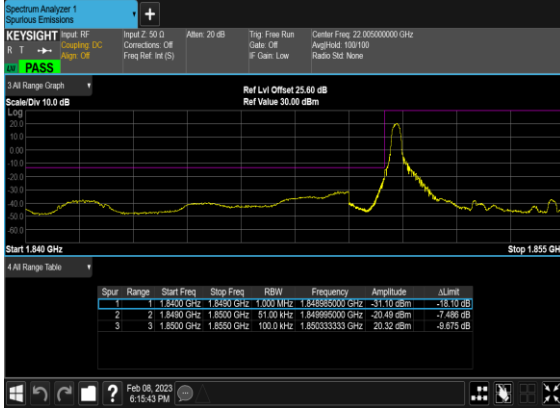 Spectrum Analyzer 1
Spurious Emissions
+
KEYSIGHT Input: RF Input Z: 50 Ω Atten: 20 dB Trig: Free Run Center Freq: 22.005000000 GHz
R T Coupling: DC Corrections: Off Gate: Off Avg|Hold: 100/100
Align: Off Freq Ref: Int (S) IF Gain: Low Radio Std: None
PASS
3 All Range Graph
Ref Lvl Offset 25.60 dB
Scale/Div 10.0 dB Ref Value 30.00 dBm
Log
20.0
10.0
0.00
-10.0
-20.0
-30.0
-40.0
-50.0
-60.0
Start 1.840 GHz Stop 1.855 GH
4 All Range Table
Spur Range Start Freq Stop Freq RBW Frequency Amplitude ΔLimit
1 1 1.8400 GHz 1.8490 GHz 1.000 MHz 1.848985000 GHz -31.10 dBm -18.10 dB
2 2 1.8490 GHz 1.8500 GHz 51.00 kHz 1.849995000 GHz -20.49 dBm -7.486 dB
3 3 1.8500 GHz 1.8550 GHz 100.0 kHz 1.850333333 GHz 20.32 dBm -9.675 dB
? Feb 08, 2023
6:15:43 PM